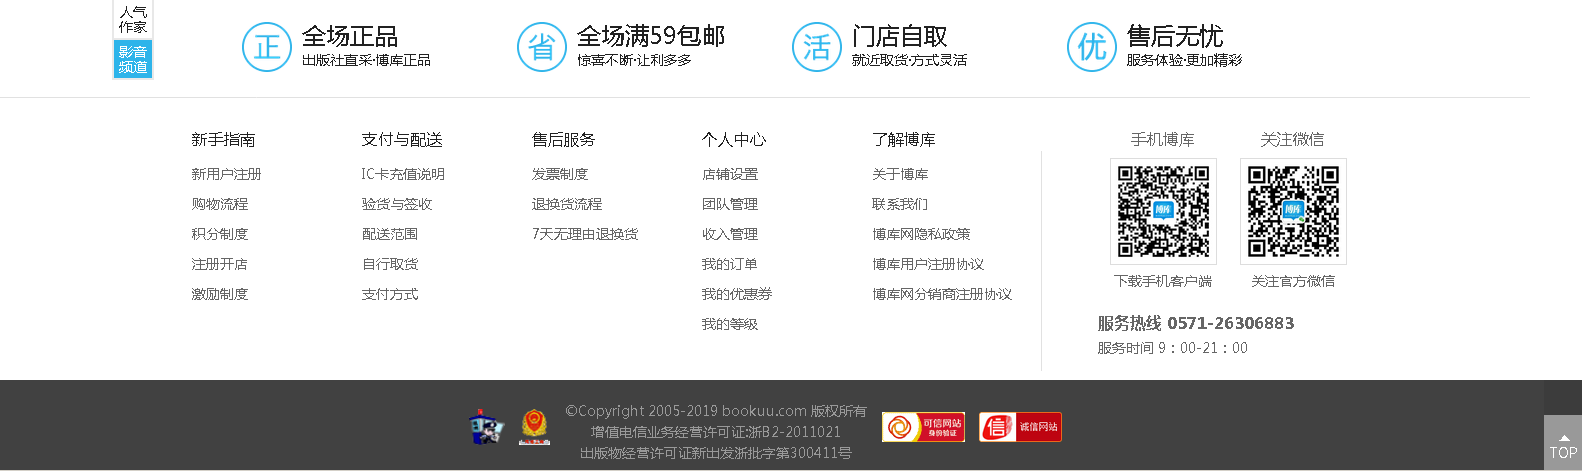 人气
作家
影音
频道
正
全场正品
出版社直采·博库正品
省
全场满59包邮
惊喜不断·让利多多
活
门店自取
就近取货·方式灵活
优
售后无忧
服务体验·更加精彩
新手指南
新用户注册
购物流程
积分制度
注册开店
激励制度
支付与配送
IC卡充值说明
验货与签收
配送范围
自行取货
支付方式
售后服务
发票制度
退换货流程
7天无理由退换货
个人中心
店铺设置
团队管理
收入管理
我的订单
我的优惠券
我的等级
了解博库
关于博库
联系我们
博库网隐私政策
博库用户注册协议
博库网分销商注册协议
手机博库
博库
下载手机客户端
关注微信
博库
关注官方微信
服务热线 0571-26306883
服务时间 9：00-21：00
©Copyright 2005-2019 bookuu.com 版权所有
增值电信业务经营许可证:浙B2-2011021
出版物经营许可证新出发浙批字第300411号
可信网站
身份验证
信
诚信网站
TOP